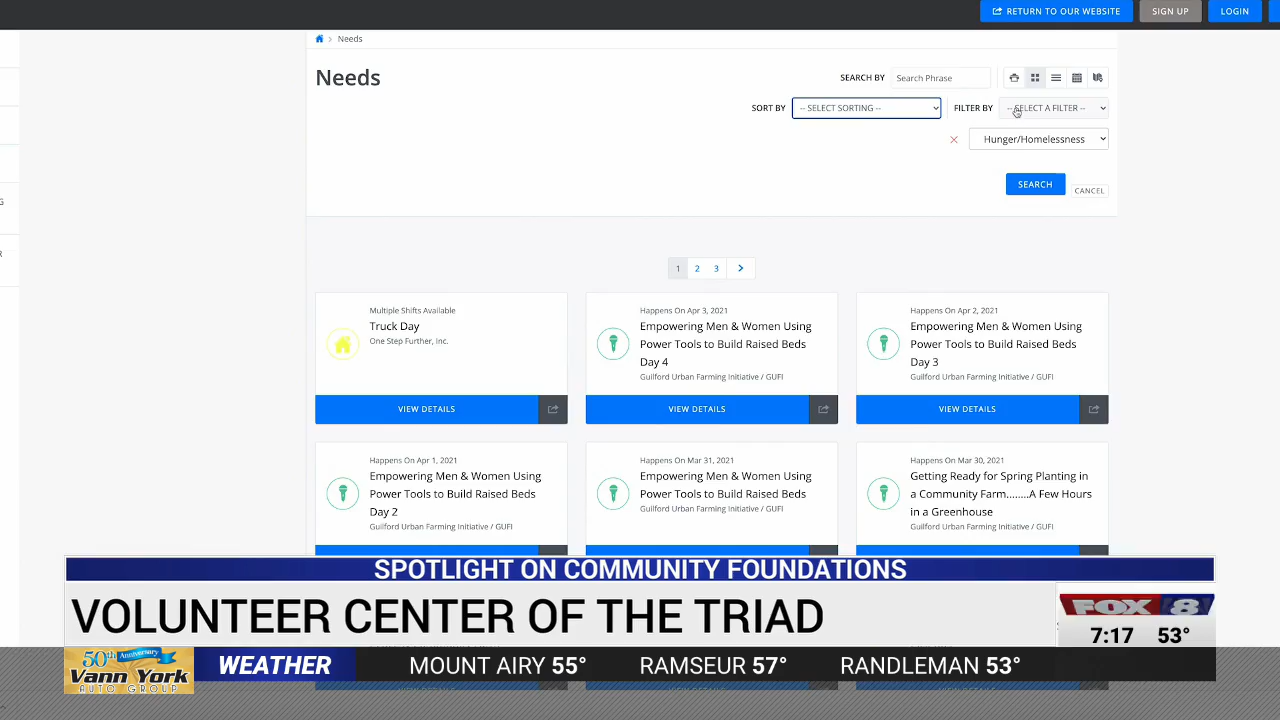 RETURN TO OUR WEBSITE
SIGN UP
LOGIN
Needs
Needs
SEARCH BY
Search Phrase
SORT BY
-- SELECT SORTING --
FILTER BY
-- SELECT A FILTER --
Hunger/Homelessness
SEARCH
CANCEL
1 2 3
Multiple Shifts Available
Truck Day
One Step Further, Inc.
VIEW DETAILS
Happens On Apr 3, 2021
Empowering Men & Women Using
Power Tools to Build Raised Beds
Day 4
Guilford Urban Farming Initiative / GUFI
VIEW DETAILS
Happens On Apr 2, 2021
Empowering Men & Women Using
Power Tools to Build Raised Beds
Day 3
Guilford Urban Farming Initiative / GUFI
VIEW DETAILS
Happens On Apr 1, 2021
Empowering Men & Women Using
Power Tools to Build Raised Beds
Day 2
Guilford Urban Farming Initiative / GUFI
Happens On Mar 31, 2021
Empowering Men & Women Using
Power Tools to Build Raised Beds
Guilford Urban Farming Initiative / GUFI
Happens On Mar 30, 2021
Getting Ready for Spring Planting in
a Community Farm........A Few Hours
in a Greenhouse
Guilford Urban Farming Initiative / GUFI
SPOTLIGHT ON COMMUNITY FOUNDATIONS
VOLUNTEER CENTER OF THE TRIAD
FOX 8
7:17 53°
50th Anniversary
Vann York
AUTO GROUP
WEATHER
MOUNT AIRY 55° RAMSEUR 57° RANDLEMAN 53°